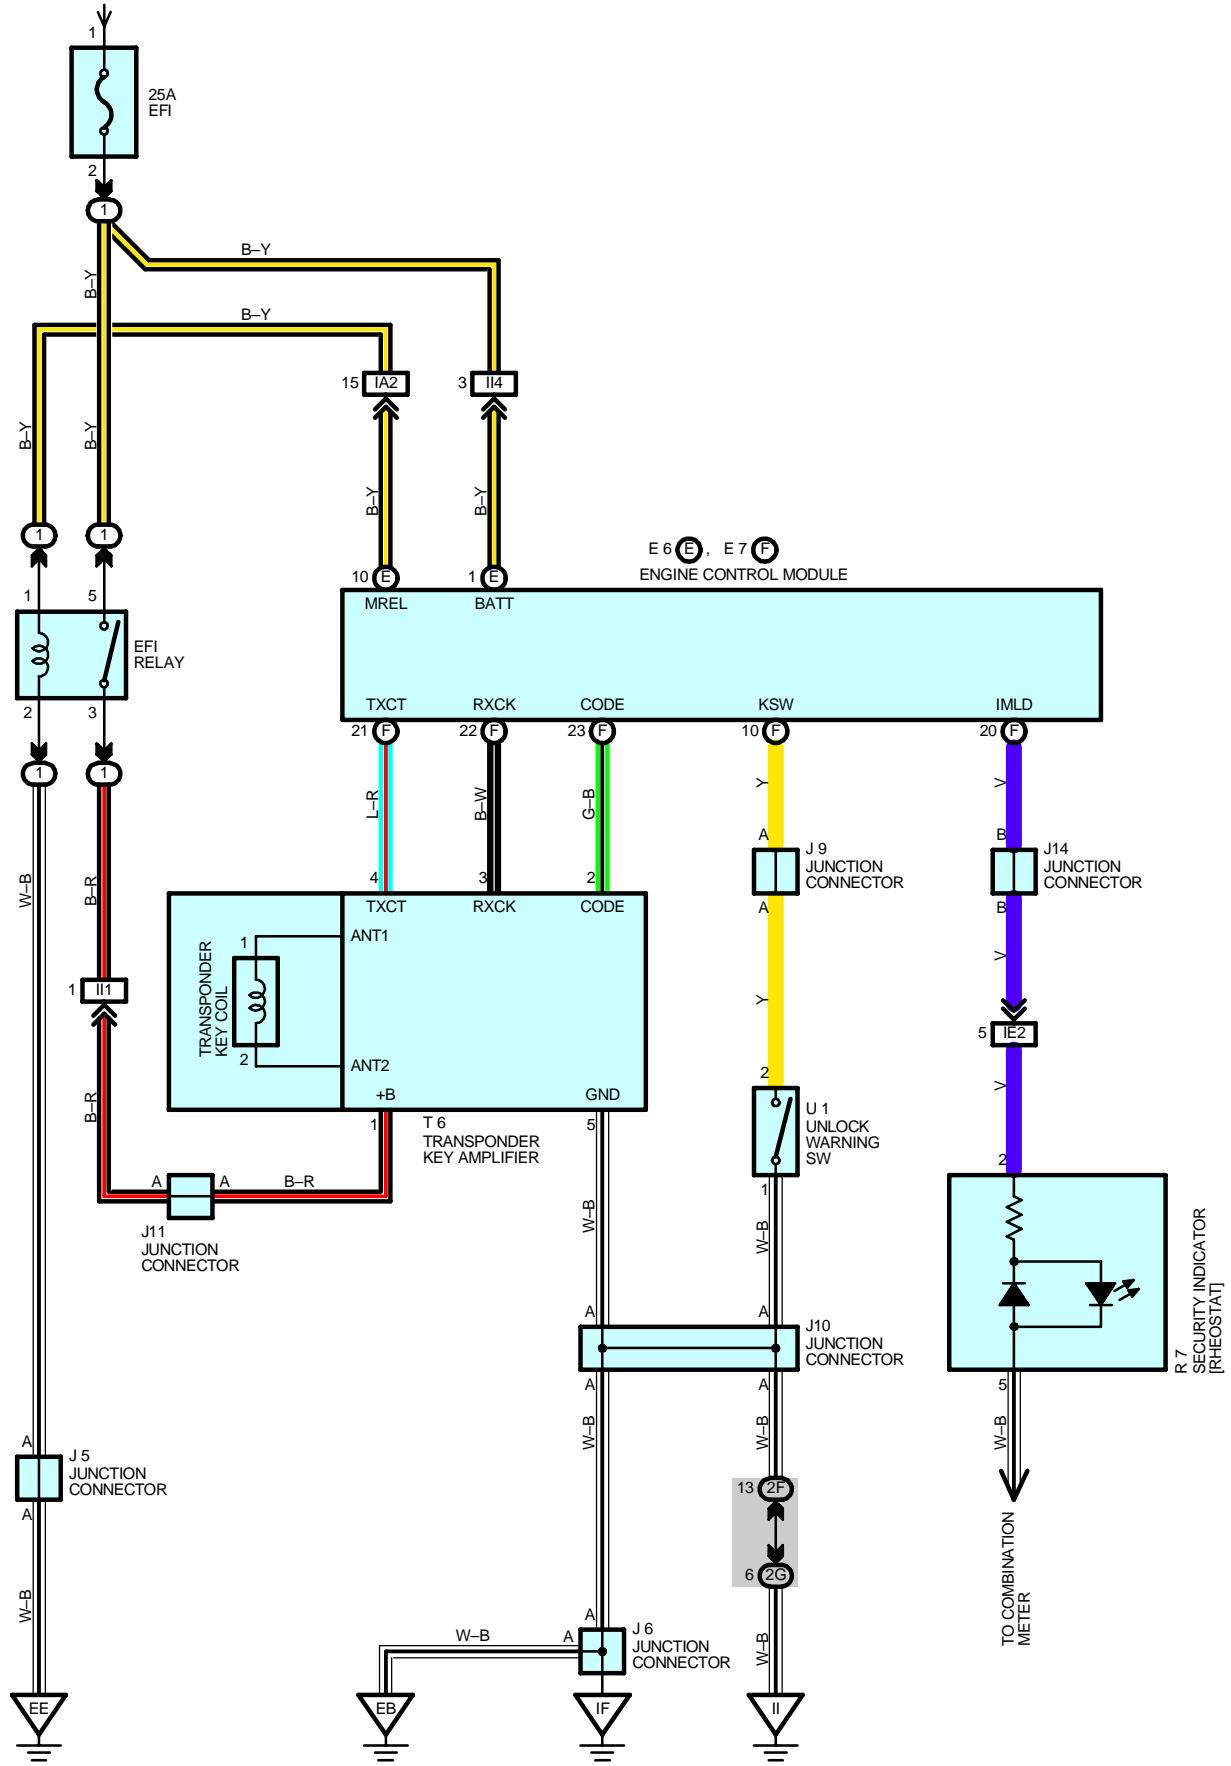 1
25A
EFI
2
1
B–Y
B–Y
B–Y
15 IA2
3 II4
B–Y
B–Y
B–Y
B–Y
1
1
E 6 E , E 7 F
ENGINE CONTROL MODULE
10 E
1 E
1
5
MREL
BATT
EFI
RELAY
TXCT
RXCK
CODE
KSW
IMLD
2
3
21 F
22 F
23 F
10 F
20 F
1
1
L–R
B–W
G–B
Y
V
A
B
J 9
JUNCTION
CONNECTOR
J14
JUNCTION
CONNECTOR
W–B
B–R
4
3
2
A
B
TXCT
RXCK
CODE
ANT1
1
TRANSPONDER
KEY COIL
V
1 II1
Y
5 IE2
2
ANT2
2
+B
GND
V
B–R
1
T 6
TRANSPONDER
KEY AMPLIFIER
5
U 1
UNLOCK
WARNING
SW
2
A
A
B–R
1
J11
JUNCTION
CONNECTOR
W–B
W–B
R 7
SECURITY INDICATOR
[RHEOSTAT]
A
A
J10
JUNCTION
CONNECTOR
A
A
5
W–B
W–B
W–B
A
J 5
JUNCTION
CONNECTOR
A
13 2F
6 2G
TO COMBINATION
METER
W–B
A
W–B
A
J 6
JUNCTION
CONNECTOR
W–B
EE
EB
IF
II